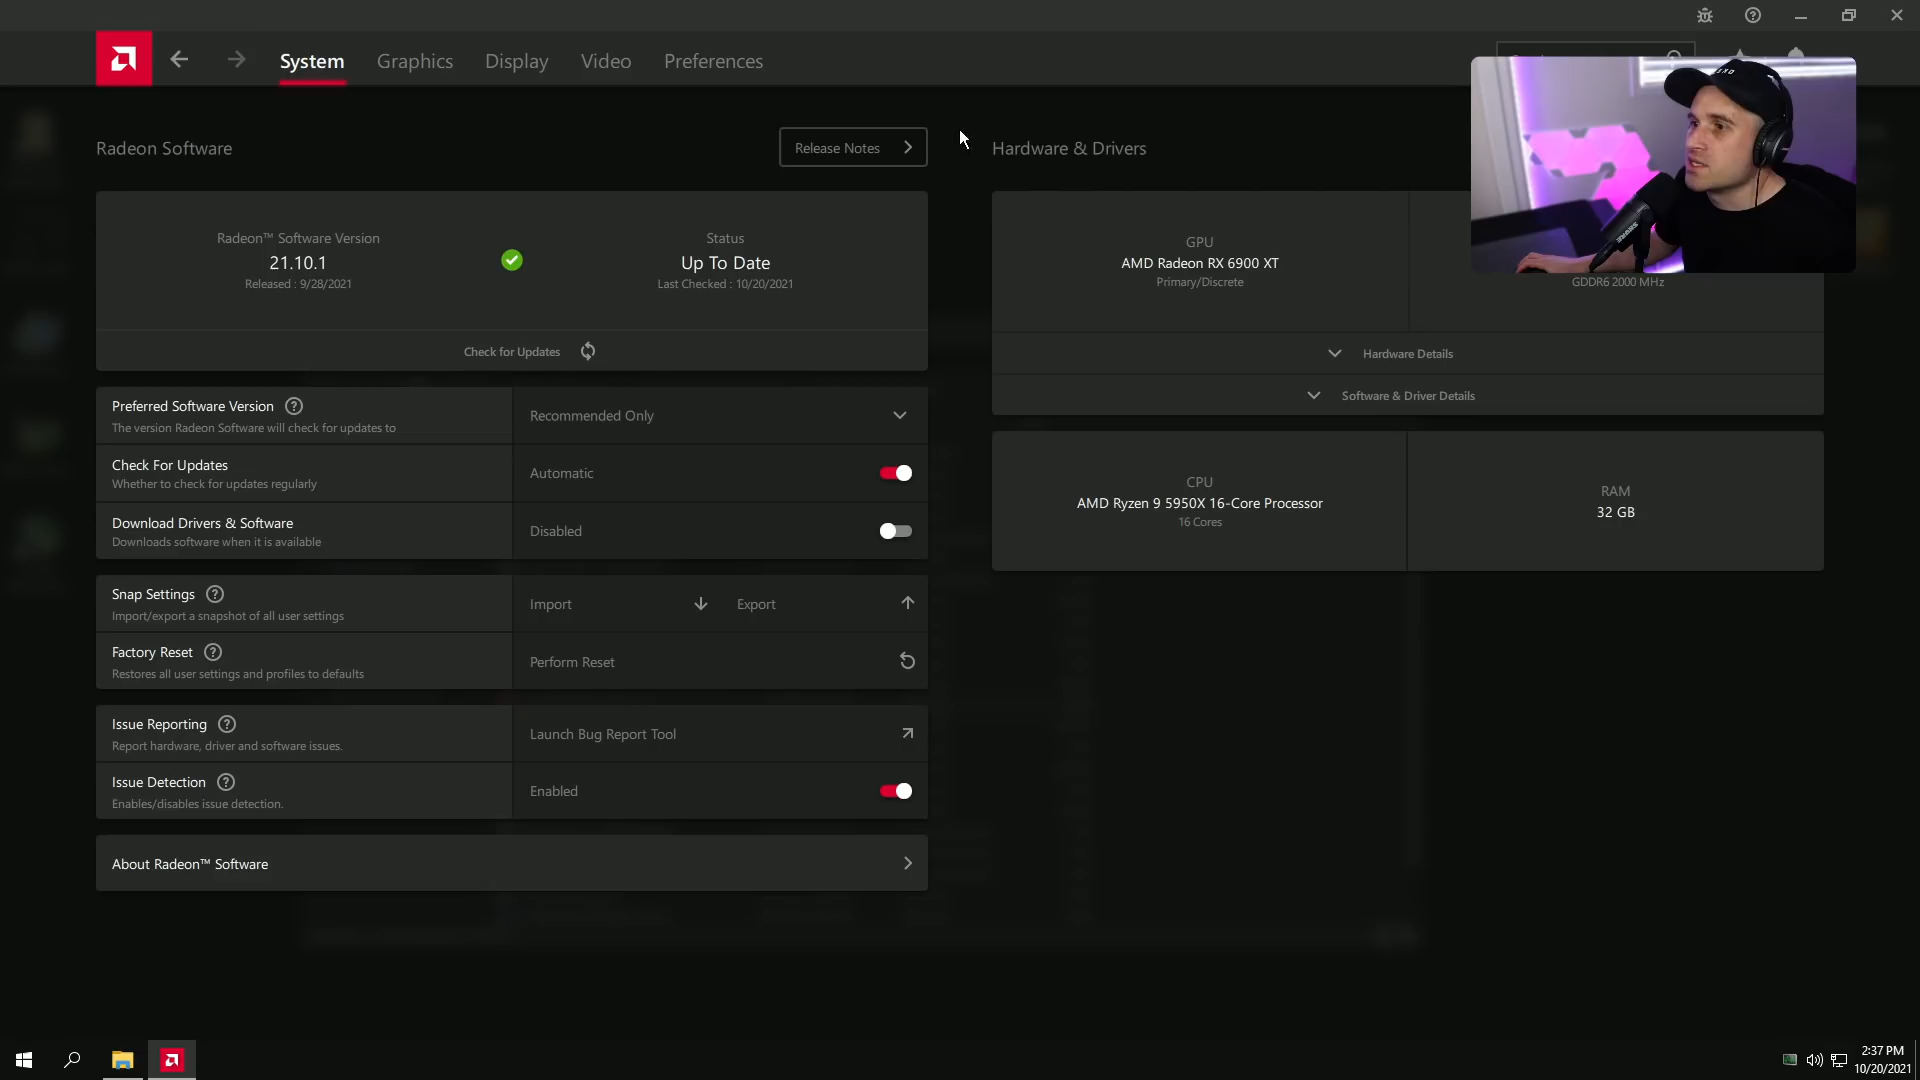 System
Graphics
Display
Video
Preferences
Radeon Software
Release Notes
Hardware & Drivers
Radeon™ Software Version
21.10.1
Released : 9/28/2021
Status
Up To Date
Last Checked : 10/20/2021
Check for Updates
GPU
AMD Radeon RX 6900 XT
Primary/Discrete
GDDR6 2000 MHz
Hardware Details
Software & Driver Details
CPU
AMD Ryzen 9 5950X 16-Core Processor
16 Cores
RAM
32 GB
Preferred Software Version
The version Radeon Software will check for updates to
Recommended Only
Check For Updates
Whether to check for updates regularly
Automatic
Download Drivers & Software
Downloads software when it is available
Disabled
Snap Settings
Import/export a snapshot of all user settings
Import
Export
Factory Reset
Restores all user settings and profiles to defaults
Perform Reset
Issue Reporting
Report hardware, driver and software issues.
Launch Bug Report Tool
Issue Detection
Enables/disables issue detection.
Enabled
About Radeon™ Software
SHURE
2:37 PM
10/20/2021